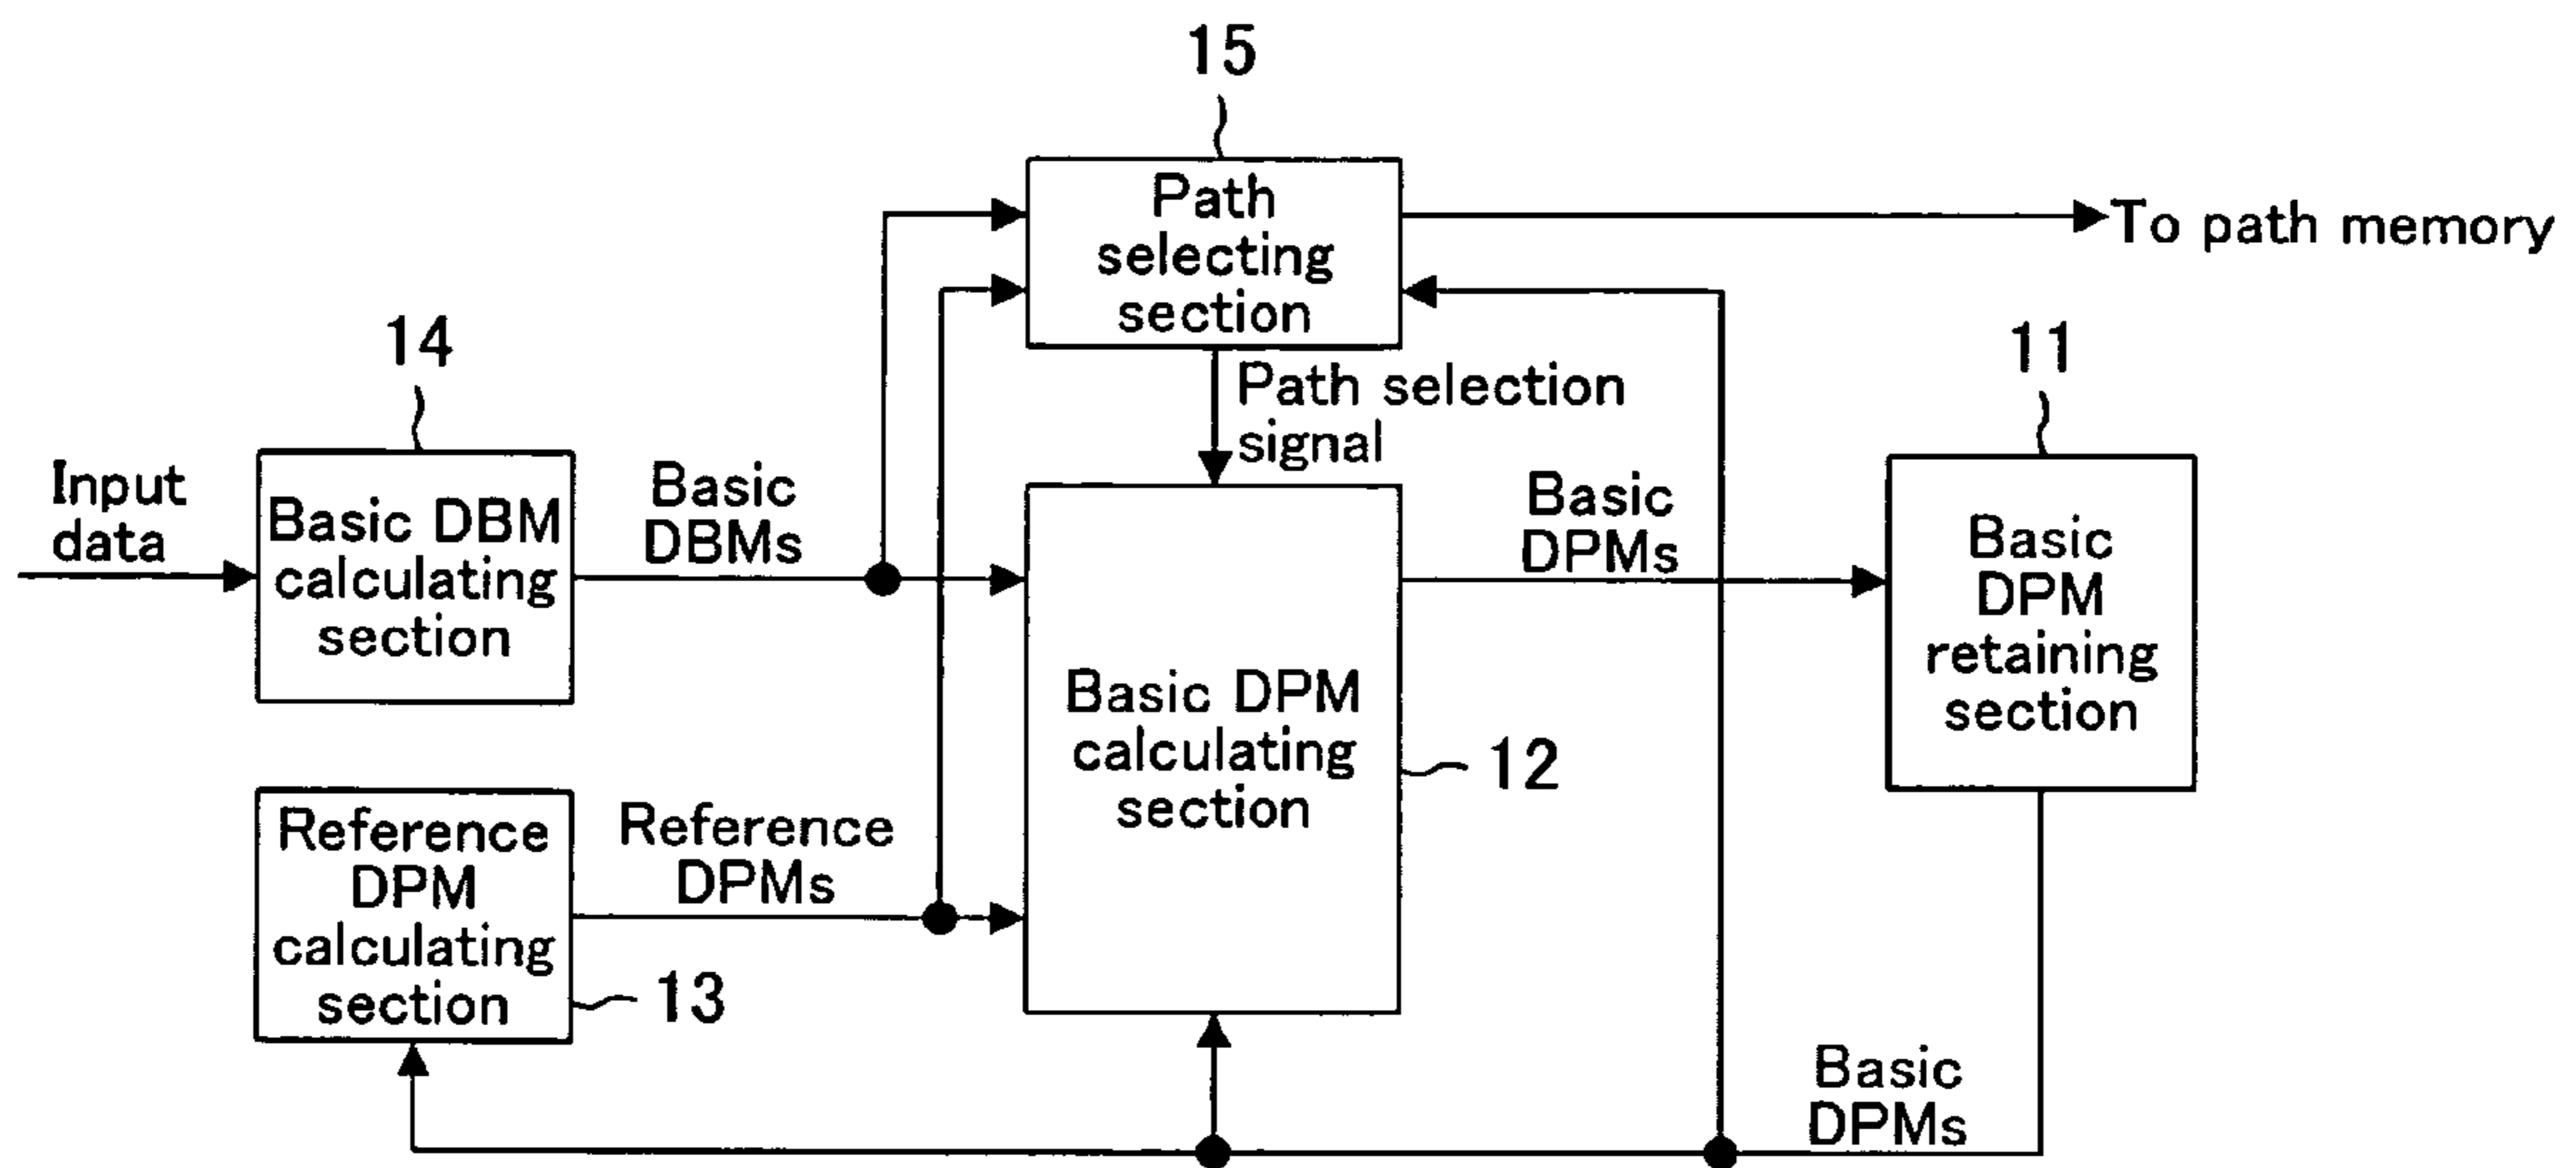 15
Path
selecting
section
To path memory
14
11
Path selection
signal
Input
data
Basic DBM
calculating
section
Basic
DBMs
Basic
DPMs
Basic
DPM
retaining
section
Basic DPM
calculating
section
12
Reference
DPM
calculating
section
13
Reference
DPMs
Basic
DPMs